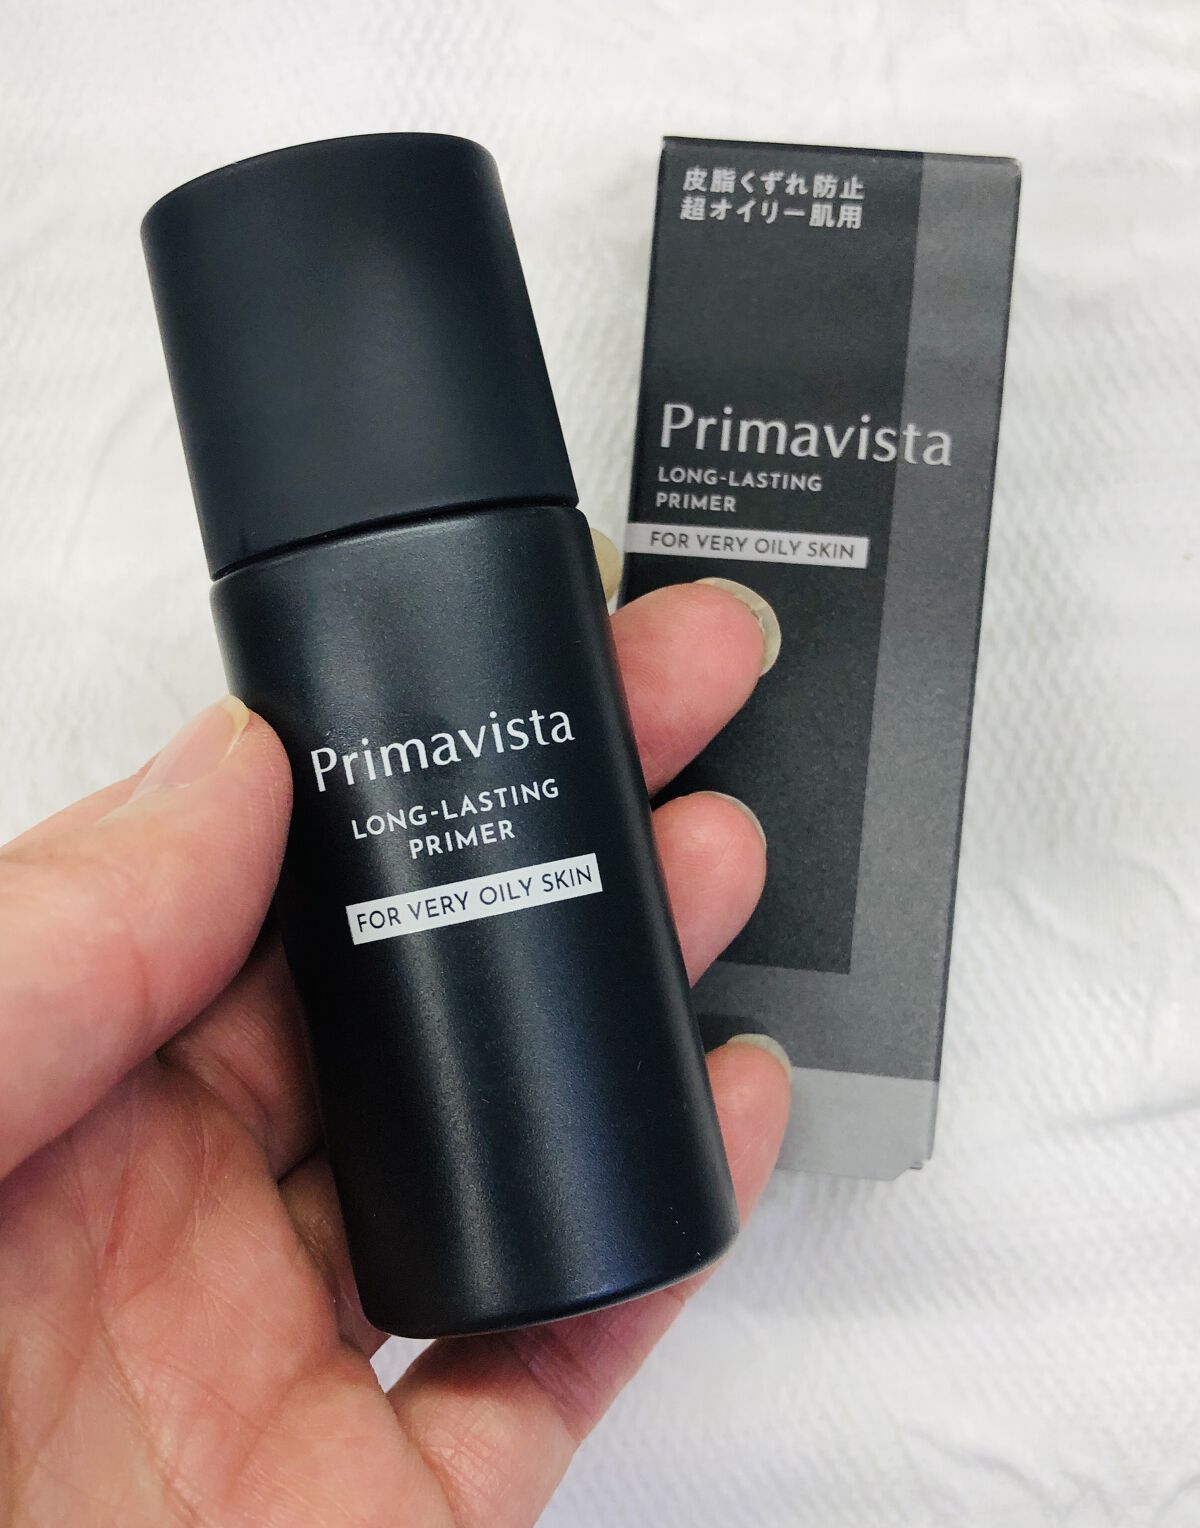 Primavista
LONG-LASTING
PRIMER
FOR VERY OILY SKIN
皮脂くずれ防止
超オイリー肌用
Primavista
LONG-LASTING
PRIMER
FOR VERY OILY SKIN